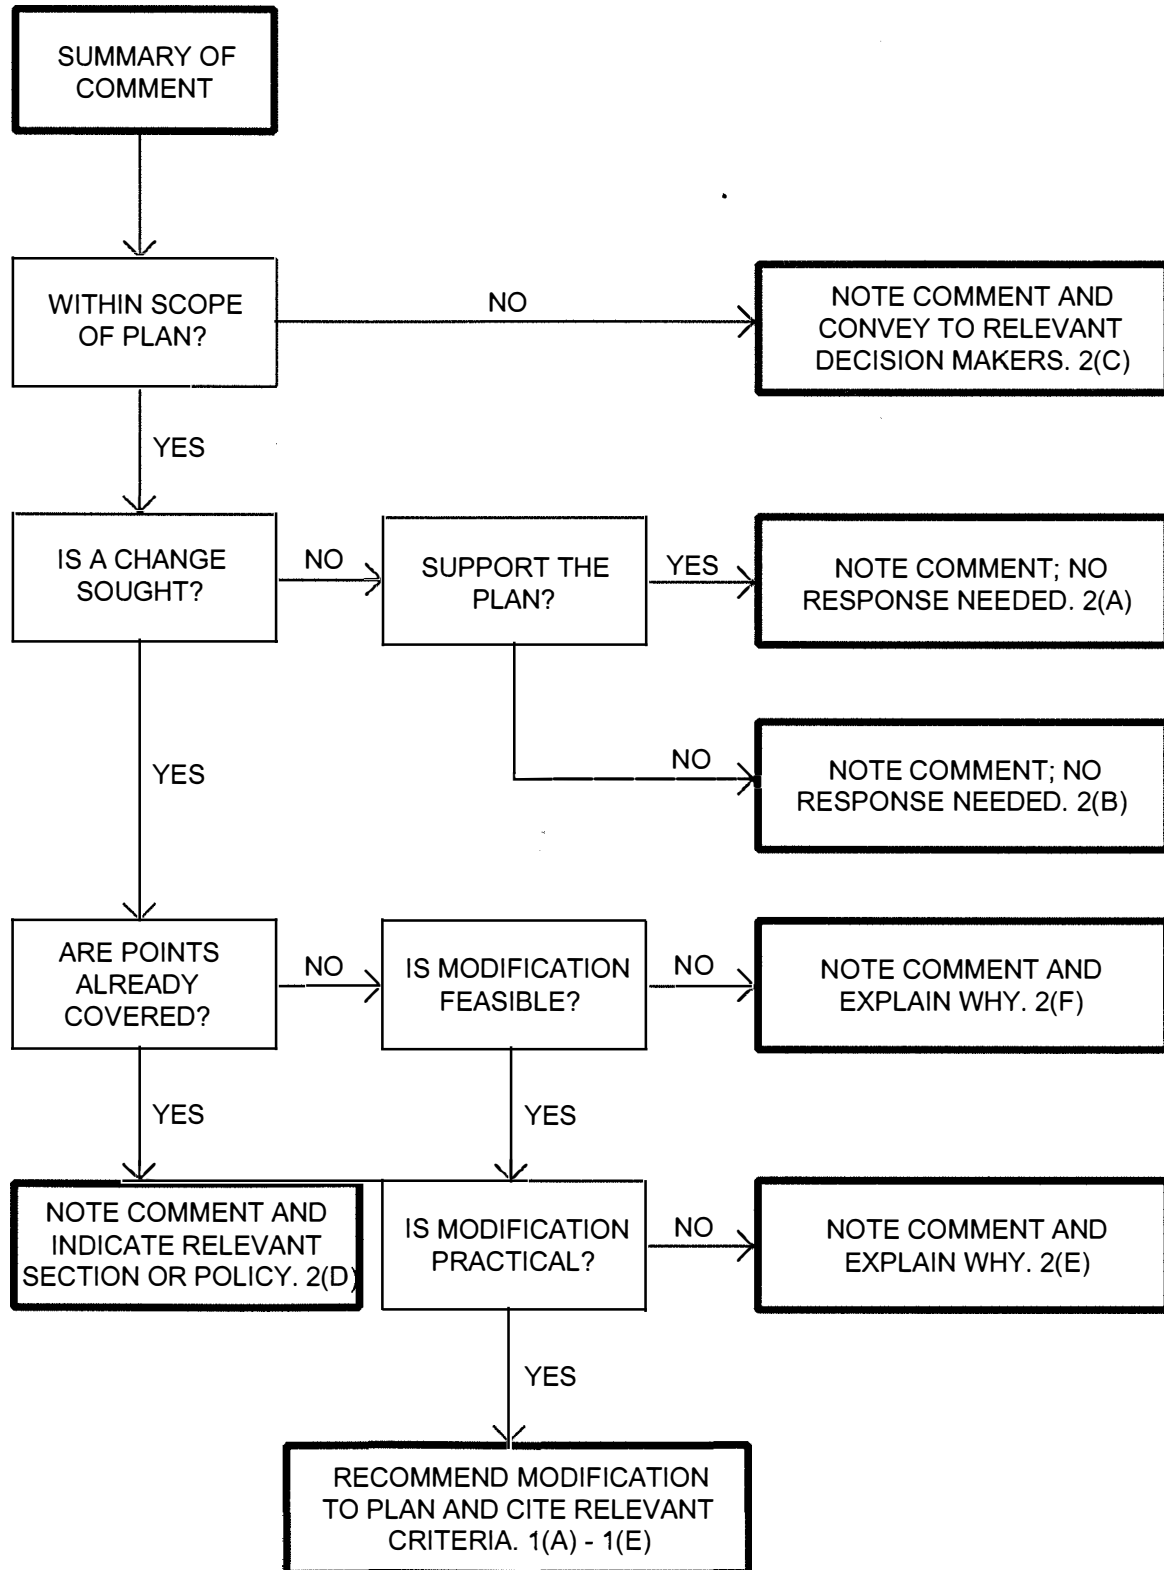 SUMMARY OF
COMMENT
WITHIN SCOPE
OF PLAN?
NO
NOTE COMMENT AND
CONVEY TO RELEVANT
DECISION MAKERS. 2(C)
YES
IS A CHANGE
SOUGHT?
NO
SUPPORT THE
PLAN?
YES
NOTE COMMENT; NO
RESPONSE NEEDED. 2(A)
NO
NOTE COMMENT; NO
RESPONSE NEEDED. 2(B)
YES
ARE POINTS
ALREADY
COVERED?
NO
IS MODIFICATION
FEASIBLE?
NO
NOTE COMMENT AND
EXPLAIN WHY. 2(F)
YES
YES
NOTE COMMENT AND
INDICATE RELEVANT
SECTION OR POLICY. 2(D)
IS MODIFICATION
PRACTICAL?
NO
NOTE COMMENT AND
EXPLAIN WHY. 2(E)
YES
RECOMMEND MODIFICATION
TO PLAN AND CITE RELEVANT
CRITERIA. 1(A) - 1(E)